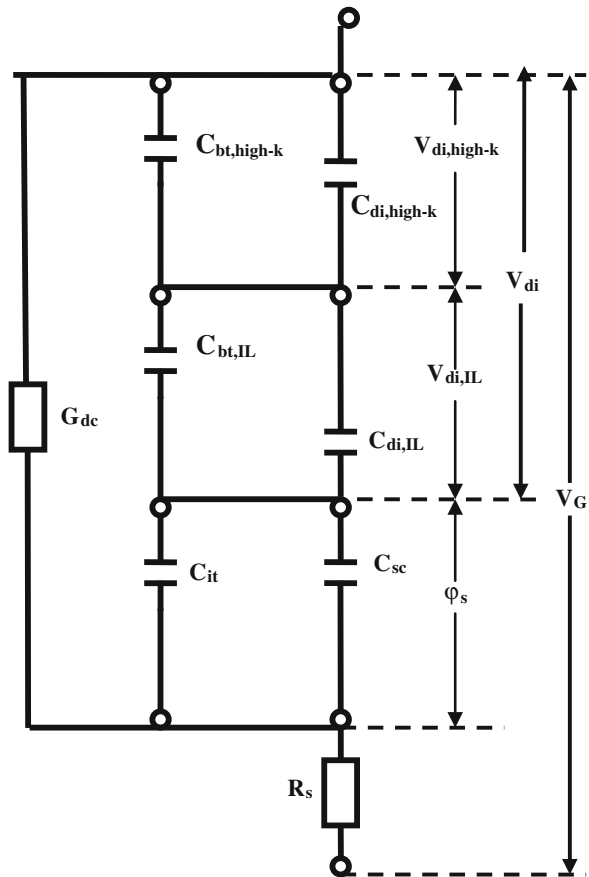 C_bt,high-k
V_di,high-k
C_di,high-k
V_di
C_bt,IL
V_di,IL
G_dc
C_di,IL
V_G
C_it
C_sc
φ_s
R_s